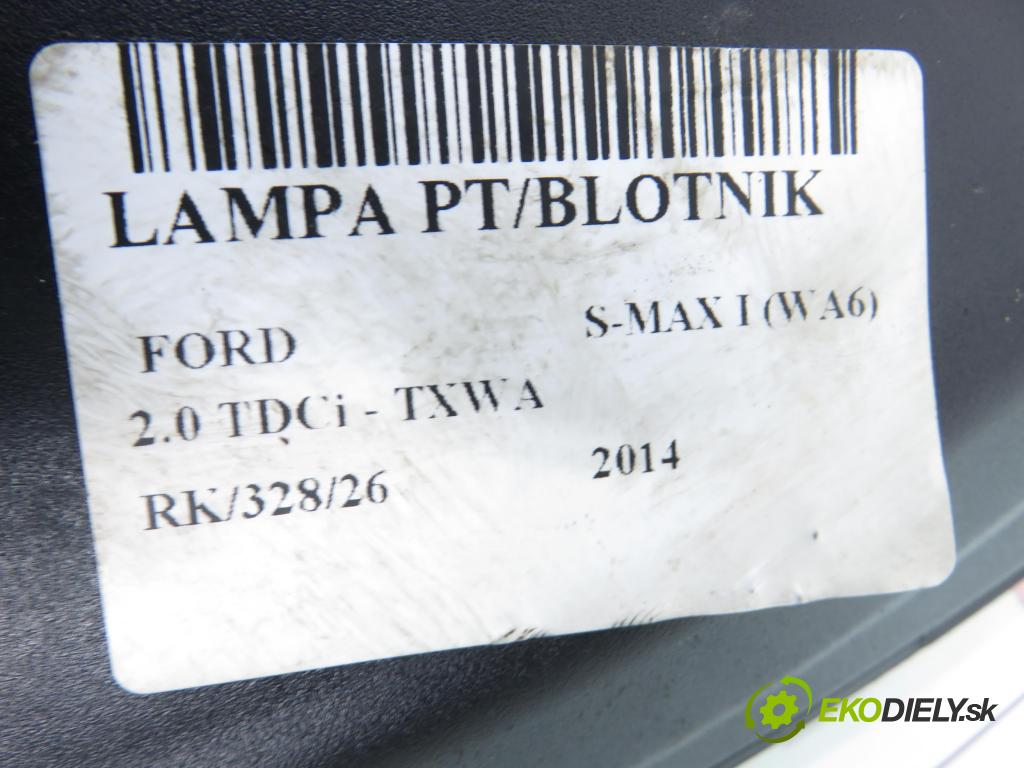 LAMPA PT/BLOTNIK
FORD S-MAX I (WA6)
2.0 TDCi - TXWA
RK/328/26 2014
EKODIELY.sk